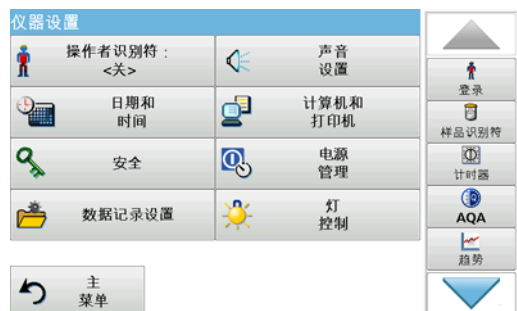 仪器设置
操作者识别符：
<关>
声音
设置
日期和
时间
计算机和
打印机
安全
电源
管理
数据记录设置
灯
控制
主
菜单
登录
样品识别符
计时器
AQA
趋势